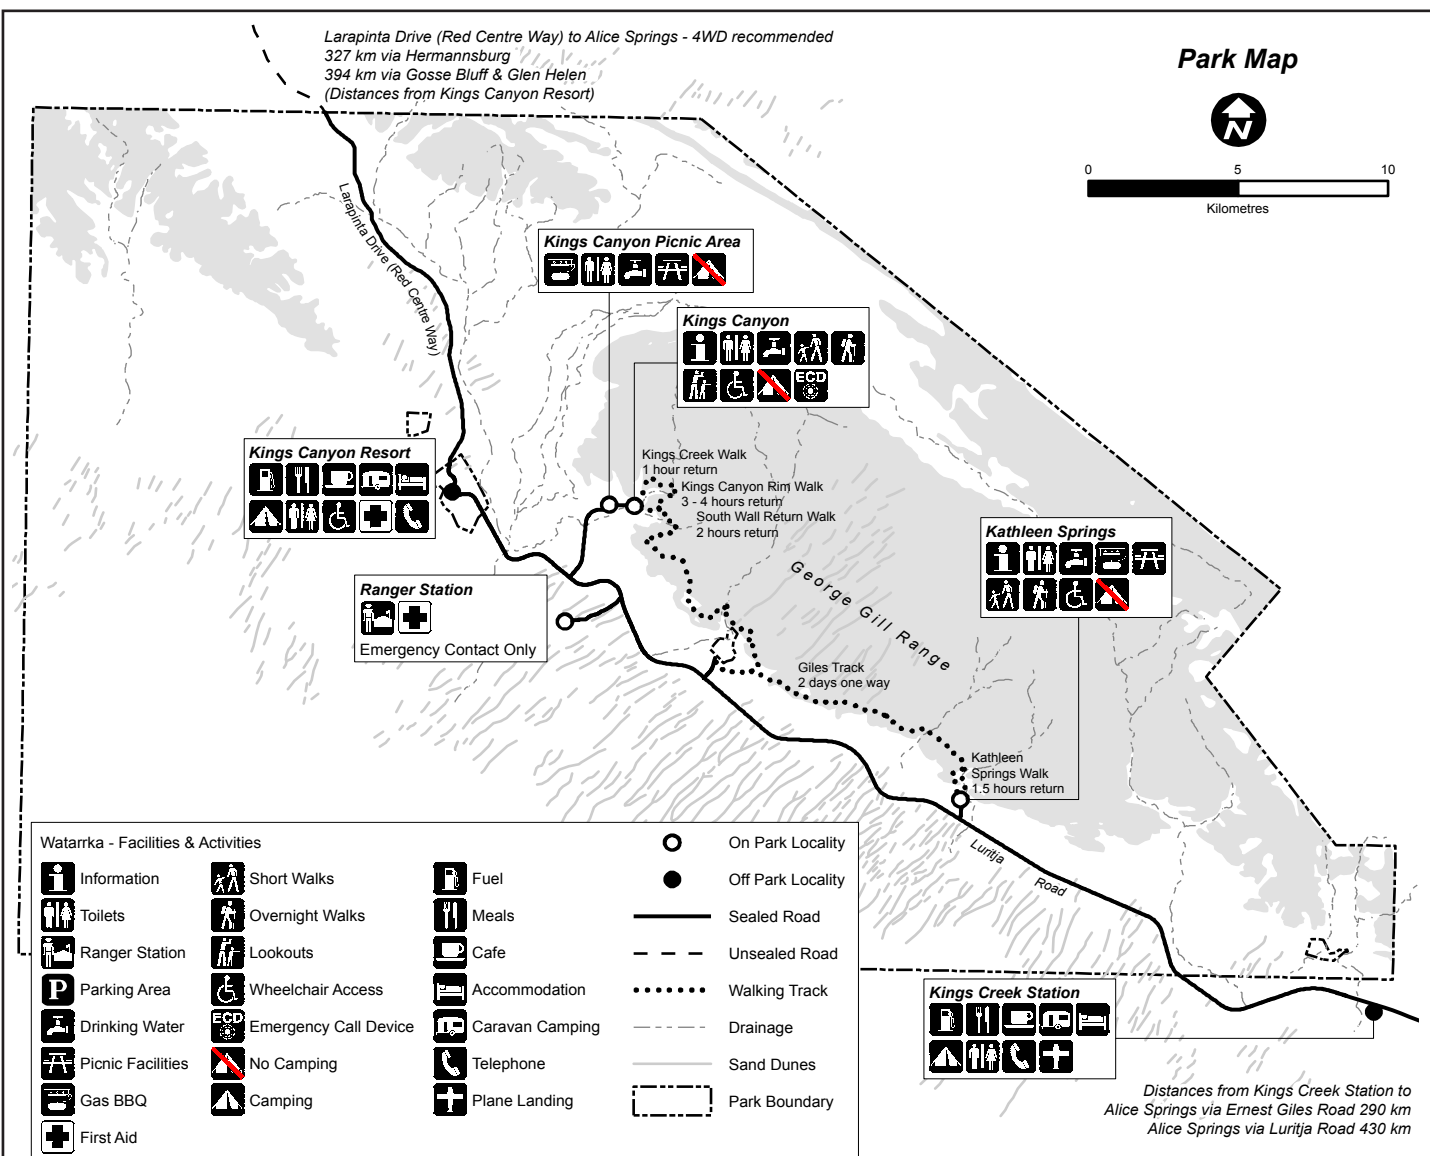 Larapinta Drive (Red Centre Way) to Alice Springs - 4WD recommended
327 km via Hermannsburg
394 km via Gosse Bluff & Glen Helen
(Distances from Kings Canyon Resort)
Park Map
N
0 5 10
Kilometres
Larapinta Drive (Red Centre Way)
Kings Canyon Picnic Area
Kings Canyon
ECD
Kings Canyon Resort
Kings Creek Walk
1 hour return
Kings Canyon Rim Walk
3 - 4 hours return
South Wall Return Walk
2 hours return
Kathleen Springs
George Gill Range
Ranger Station
Emergency Contact Only
Giles Track
2 days one way
Kathleen
Springs Walk
1.5 hours return
Luritja Road
Watarrka - Facilities & Activities
Information
Toilets
Ranger Station
P Parking Area
Drinking Water
Picnic Facilities
Gas BBQ
First Aid
Short Walks
Overnight Walks
Lookouts
Wheelchair Access
ECD Emergency Call Device
No Camping
Camping
Fuel
Meals
Cafe
Accommodation
Caravan Camping
Telephone
Plane Landing
On Park Locality
Off Park Locality
Sealed Road
Unsealed Road
Walking Track
Drainage
Sand Dunes
Park Boundary
Kings Creek Station
Distances from Kings Creek Station to
Alice Springs via Ernest Giles Road 290 km
Alice Springs via Luritja Road 430 km